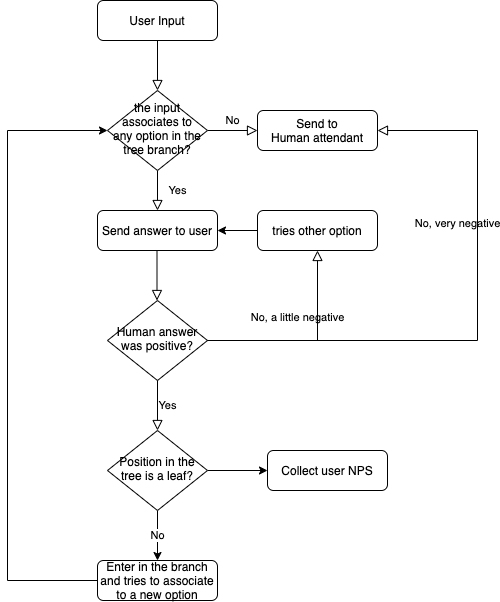 User Input
the input
associates to
any option in the
tree branch?
No
Send to
Human attendant
Yes
No, very negative
Send answer to user
tries other option
No, a little negative
Human answer
was positive?
Yes
Position in the
tree is a leaf?
Collect user NPS
No
Enter in the branch
and tries to associate
to a new option